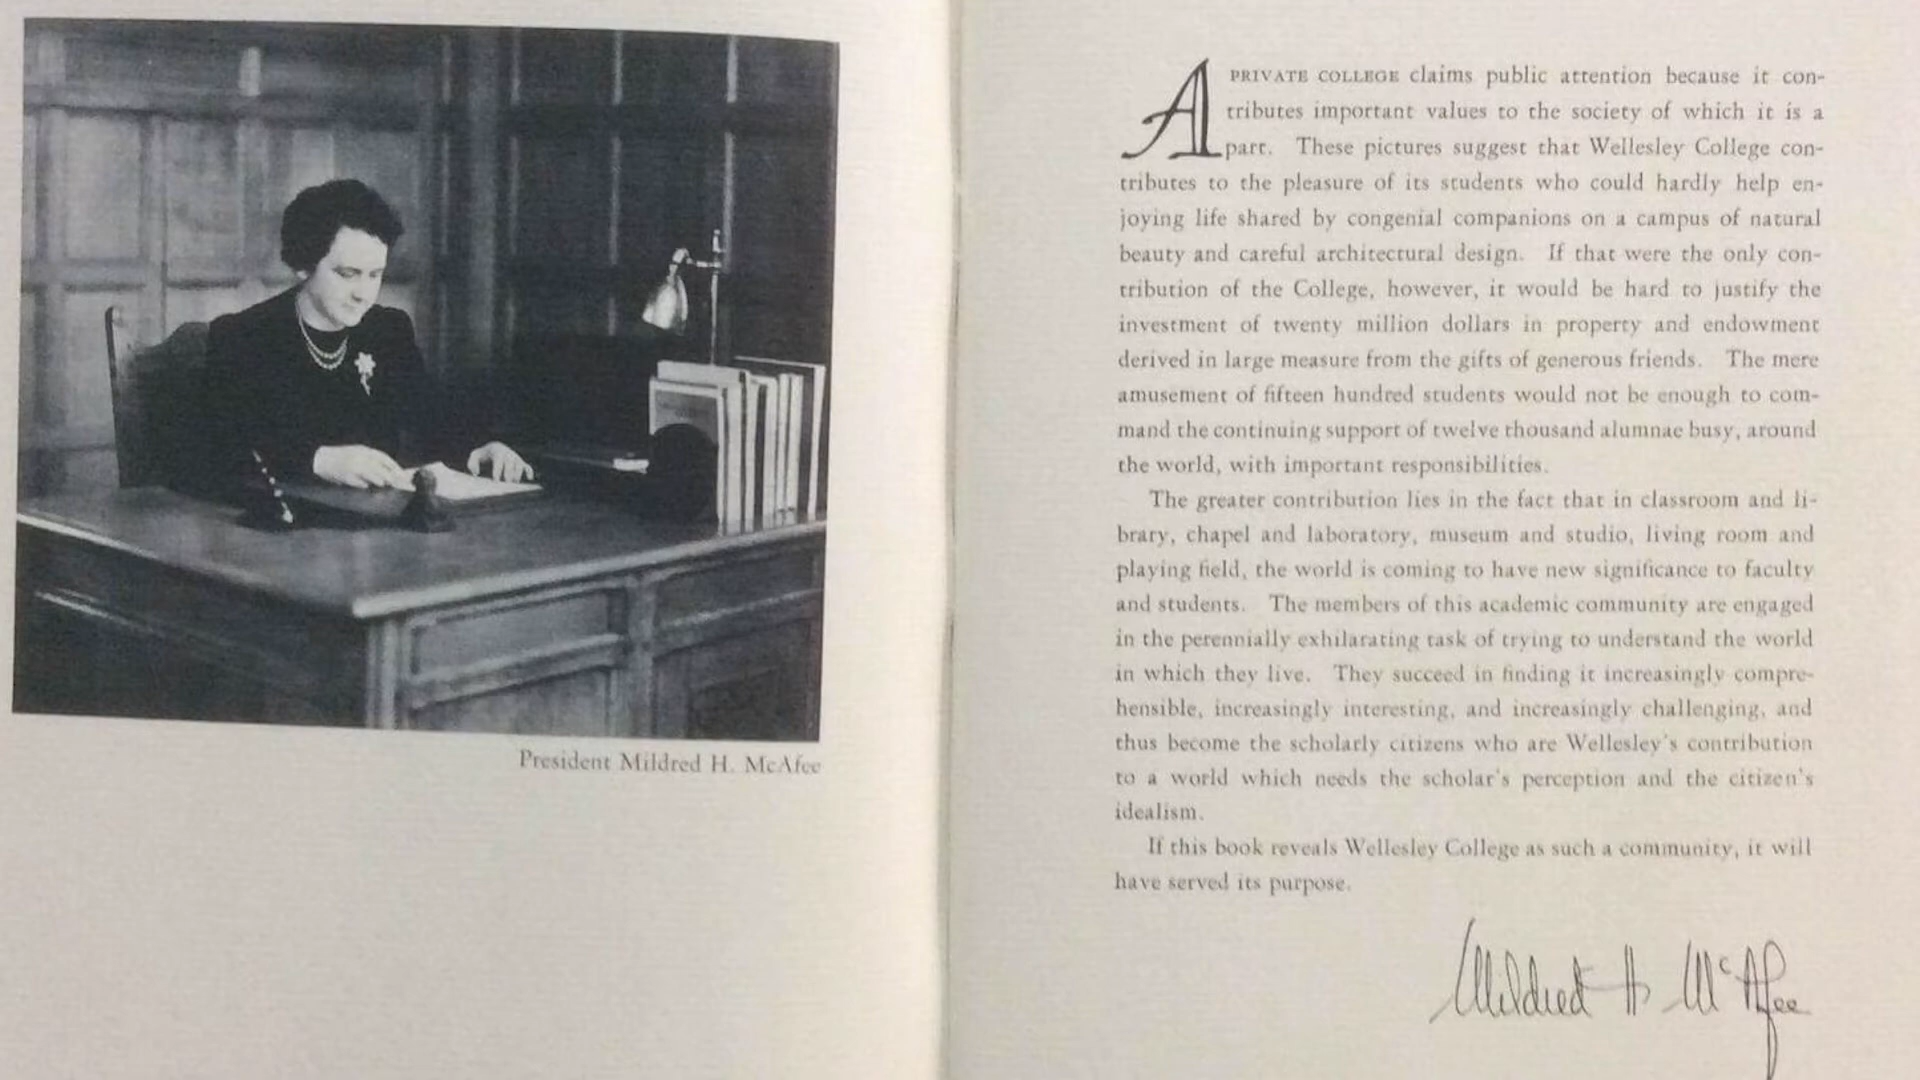 President Mildred H. McAfee
A PRIVATE COLLEGE claims public attention because it con-
tributes important values to the society of which it is a
part. These pictures suggest that Wellesley College con-
tributes to the pleasure of its students who could hardly help en-
joying life shared by congenial companions on a campus of natural
beauty and careful architectural design. If that were the only con-
tribution of the College, however, it would be hard to justify the
investment of twenty million dollars in property and endowment
derived in large measure from the gifts of generous friends. The mere
amusement of fifteen hundred students would not be enough to com-
mand the continuing support of twelve thousand alumnae busy, around
the world, with important responsibilities.
The greater contribution lies in the fact that in classroom and li-
brary, chapel and laboratory, museum and studio, living room and
playing field, the world is coming to have new significance to faculty
and students. The members of this academic community are engaged
in the perennially exhilarating task of trying to understand the world
in which they live. They succeed in finding it increasingly compre-
hensible, increasingly interesting, and increasingly challenging, and
thus become the scholarly citizens who are Wellesley's contribution
to a world which needs the scholar's perception and the citizen's
idealism.
If this book reveals Wellesley College as such a community, it will
have served its purpose.
Mildred H McAfee